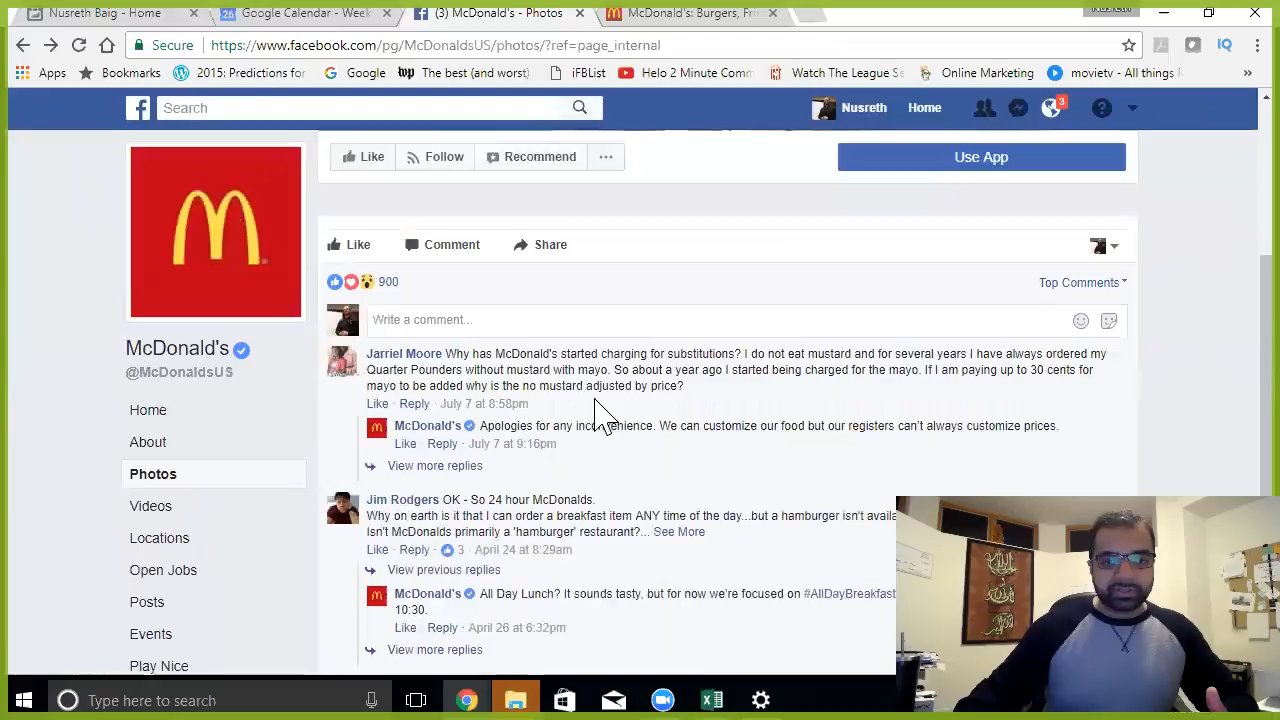 Nusreth Baig - Home
Google Calendar - Week
(3) McDonald's - Photos
McDonald's: Burgers, Fri
Secure
https://www.facebook.com/pg/McDonaldsUS/photos/?ref=page_internal
Apps
Bookmarks
2015: Predictions for
Google
The best (and worst)
iFBList
Helo 2 Minute
Watch The League
Online Marketing
movietv - All things
Search
Nusreth
Home
3
Like
Follow
Recommend
Use App
Like
Comment
Share
900
Top Comments
Write a comment...
McDonald's
@McDonaldsUS
Home
About
Photos
Videos
Locations
Open Jobs
Posts
Events
Play Nice
Jarriel Moore Why has McDonald's started charging for substitutions? I do not eat mustard and for several years I have always ordered my
Quarter Pounders without mustard with mayo. So about a year ago I started being charged for the mayo. If I am paying up to 30 cents for
mayo to be added why is the no mustard adjusted by price?
Like · Reply · July 7 at 8:58pm
McDonald's Apologies for any inconvenience. We can customize our food but our registers can't always customize prices.
Like · Reply · July 7 at 9:16pm
View more replies
Jim Rodgers OK - So 24 hour McDonalds.
Why on earth is it that I can order a breakfast item ANY time of the day...but a hamburger isn't availa
Isn't McDonalds primarily a 'hamburger' restaurant?... See More
Like · Reply · 3 · April 24 at 8:29am
View previous replies
McDonald's All Day Lunch? It sounds tasty, but for now we're focused on #AllDayBreakfast
10:30.
Like · Reply · April 26 at 6:32pm
View more replies
Type here to search